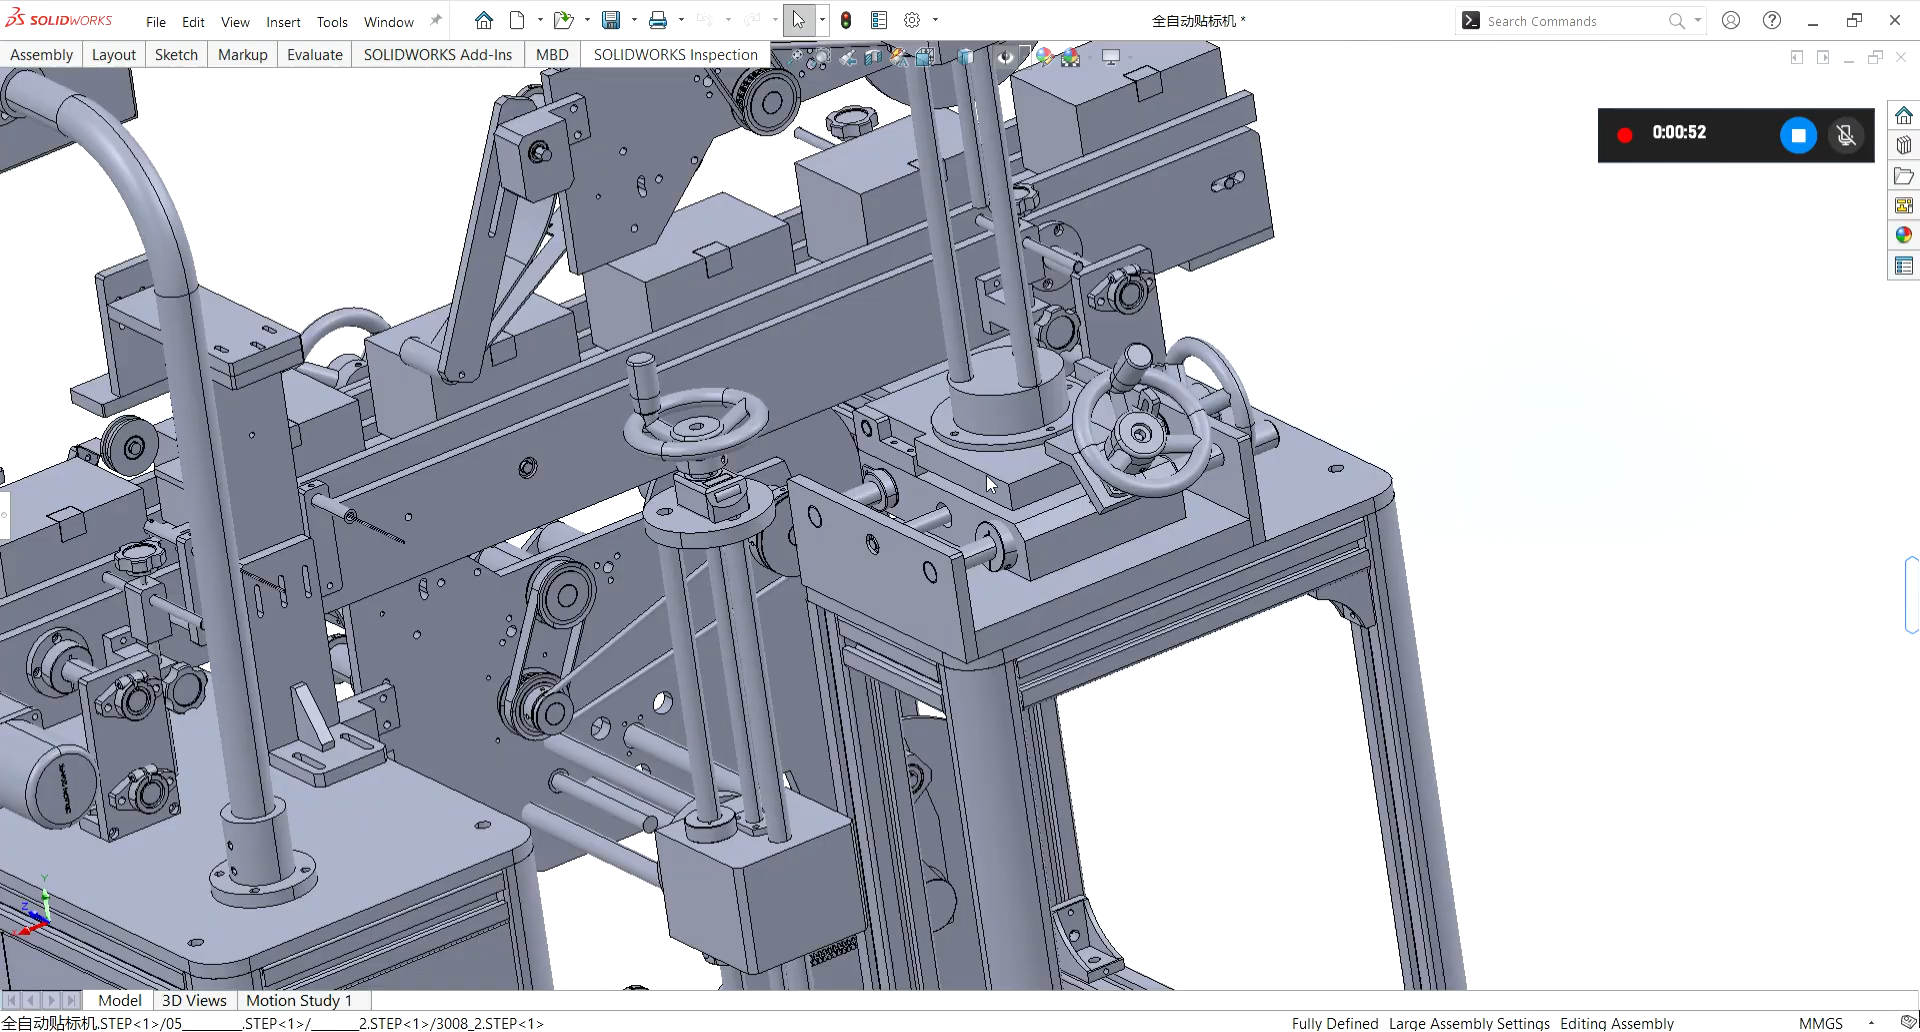 SOLIDWORKS File Edit View Insert Tools Window 全自动贴标机 * Search Commands
Assembly Layout Sketch Markup Evaluate SOLIDWORKS Add-Ins MBD SOLIDWORKS Inspection
0:00:52
Y
Z
Model 3D Views Motion Study 1
全自动贴标机.STEP<1>/05________.STEP<1>/______2.STEP<1>/3008_2.STEP<1> Fully Defined Large Assembly Settings Editing Assembly MMGS